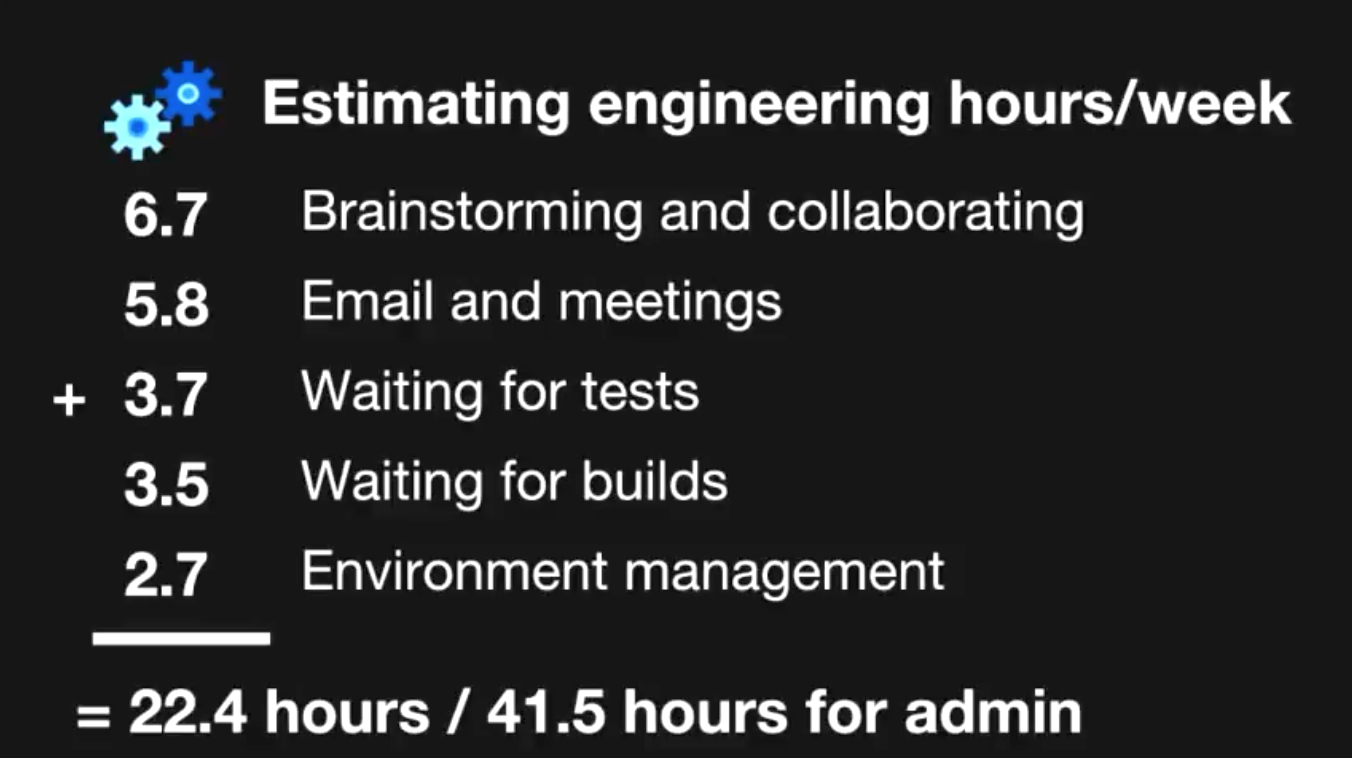 Estimating engineering hours/week
6.7 Brainstorming and collaborating
5.8 Email and meetings
+ 3.7 Waiting for tests
3.5 Waiting for builds
2.7 Environment management
= 22.4 hours / 41.5 hours for admin